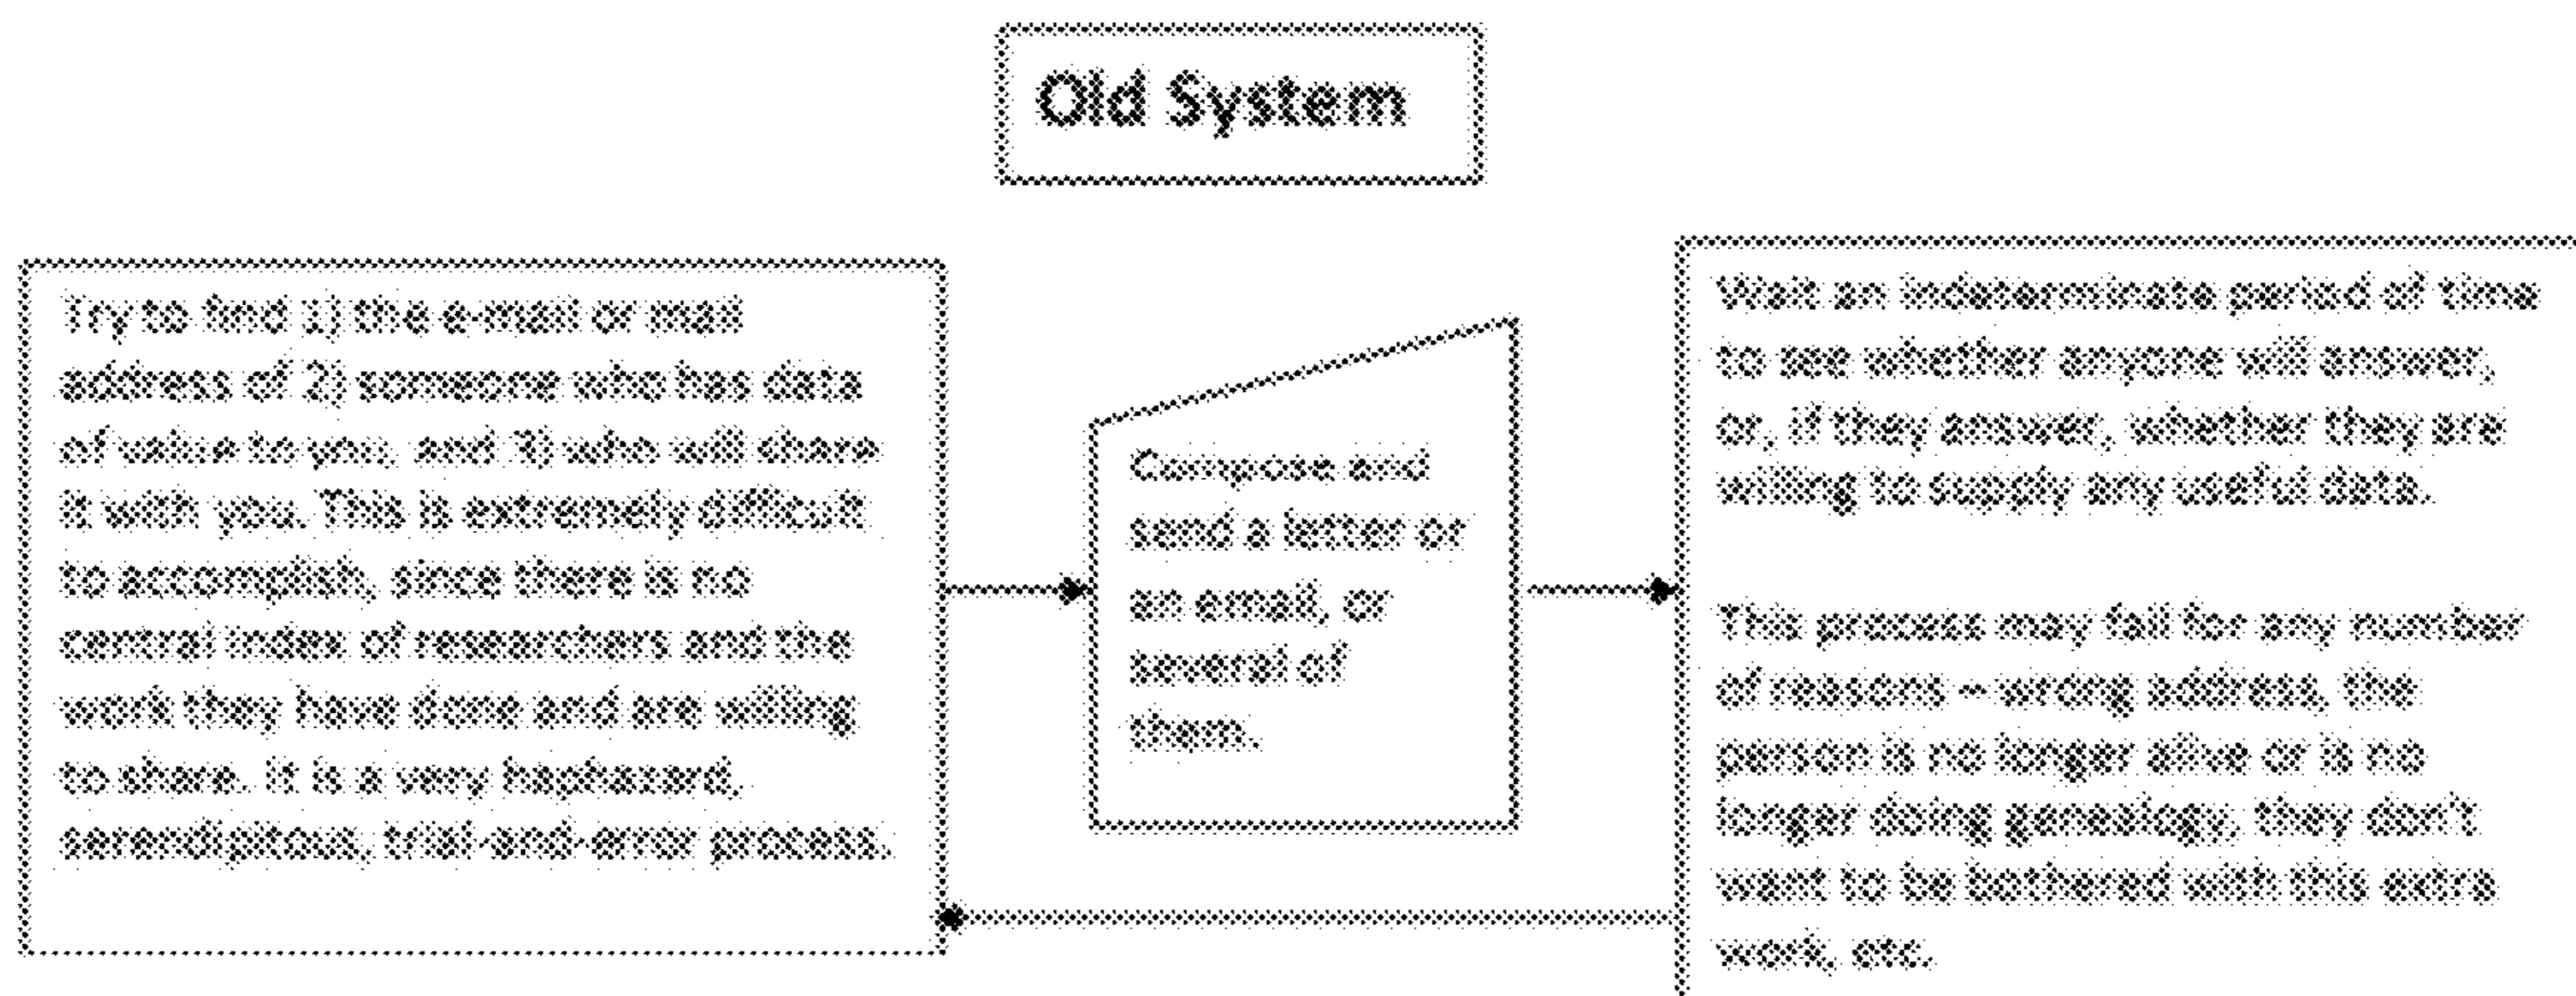 Old System
Try to find 1) the e-mail or mail
address of 2) someone who has data
of value to you, and 3) who will share
it with you. This is extremely difficult
to accomplish, since there is no
central index of researchers and the
work they have done and are willing
to share. It is a very haphazard,
serendipitous, trial-and-error process.
Compose and
send a letter or
an email, or
several of
them.
Wait an indeterminate period of time
to see whether anyone will answer,
or, if they answer, whether they are
willing to supply any useful data.
This process may fail for any number
of reasons – wrong address, the
person is no longer alive or is no
longer doing genealogy, they don't
want to be bothered with this extra
work, etc.